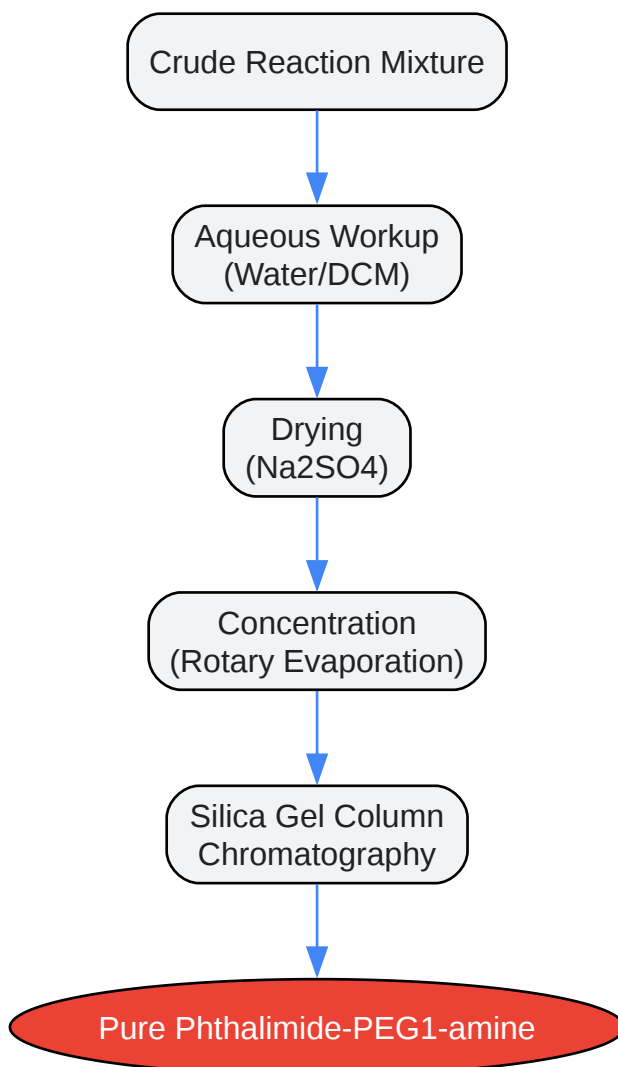 Crude Reaction Mixture
Aqueous Workup
(Water/DCM)
Drying
(Na2SO4)
Concentration
(Rotary Evaporation)
Silica Gel Column
Chromatography
Pure Phthalimide-PEG1-amine